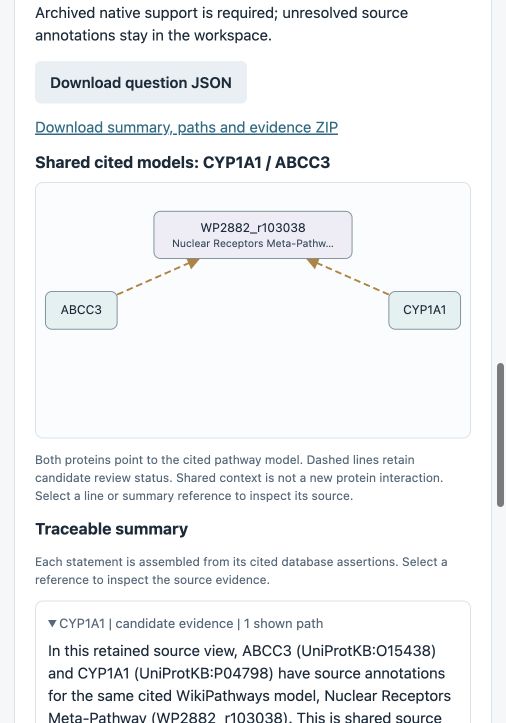 Archived native support is required; unresolved source
annotations stay in the workspace.
Download question JSON
Download summary, paths and evidence ZIP
Shared cited models: CYP1A1 / ABCC3
WP2882_r103038
Nuclear Receptors Meta-Pathw...
ABCC3
CYP1A1
Both proteins point to the cited pathway model. Dashed lines retain
candidate review status. Shared context is not a new protein interaction.
Select a line or summary reference to inspect its source.
Traceable summary
Each statement is assembled from its cited database assertions. Select a
reference to inspect the source evidence.
▼CYP1A1 | candidate evidence | 1 shown path
In this retained source view, ABCC3 (UniProtKB:O15438)
and CYP1A1 (UniProtKB:P04798) have source annotations
for the same cited WikiPathways model, Nuclear Receptors
Meta-Pathway (WP2882_r103038). This is shared source